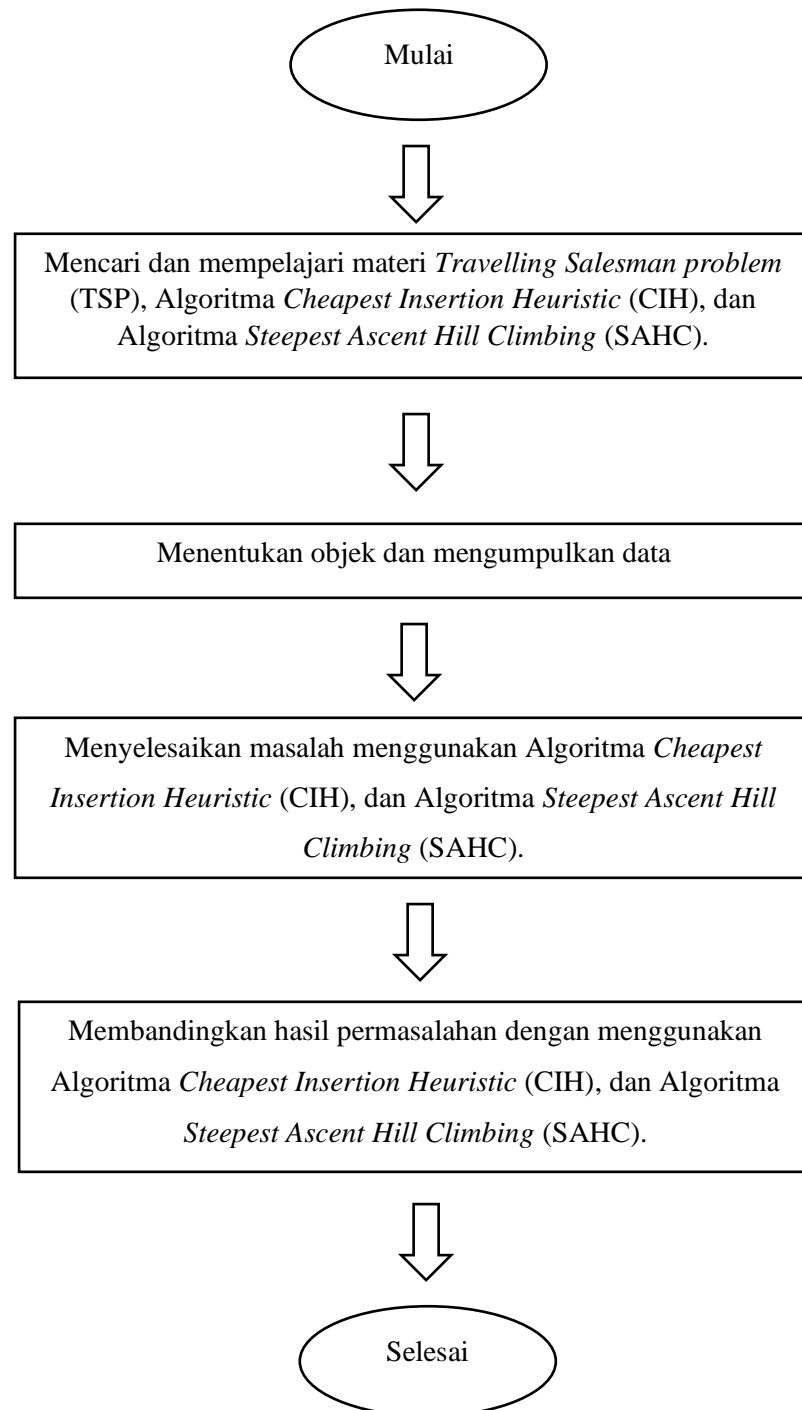 Mulai
Mencari dan mempelajari materi Travelling Salesman problem
(TSP), Algoritma Cheapest Insertion Heuristic (CIH), dan
Algoritma Steepest Ascent Hill Climbing (SAHC).
Menentukan objek dan mengumpulkan data
Menyelesaikan masalah menggunakan Algoritma Cheapest
Insertion Heuristic (CIH), dan Algoritma Steepest Ascent Hill
Climbing (SAHC).
Membandingkan hasil permasalahan dengan menggunakan
Algoritma Cheapest Insertion Heuristic (CIH), dan Algoritma
Steepest Ascent Hill Climbing (SAHC).
Selesai